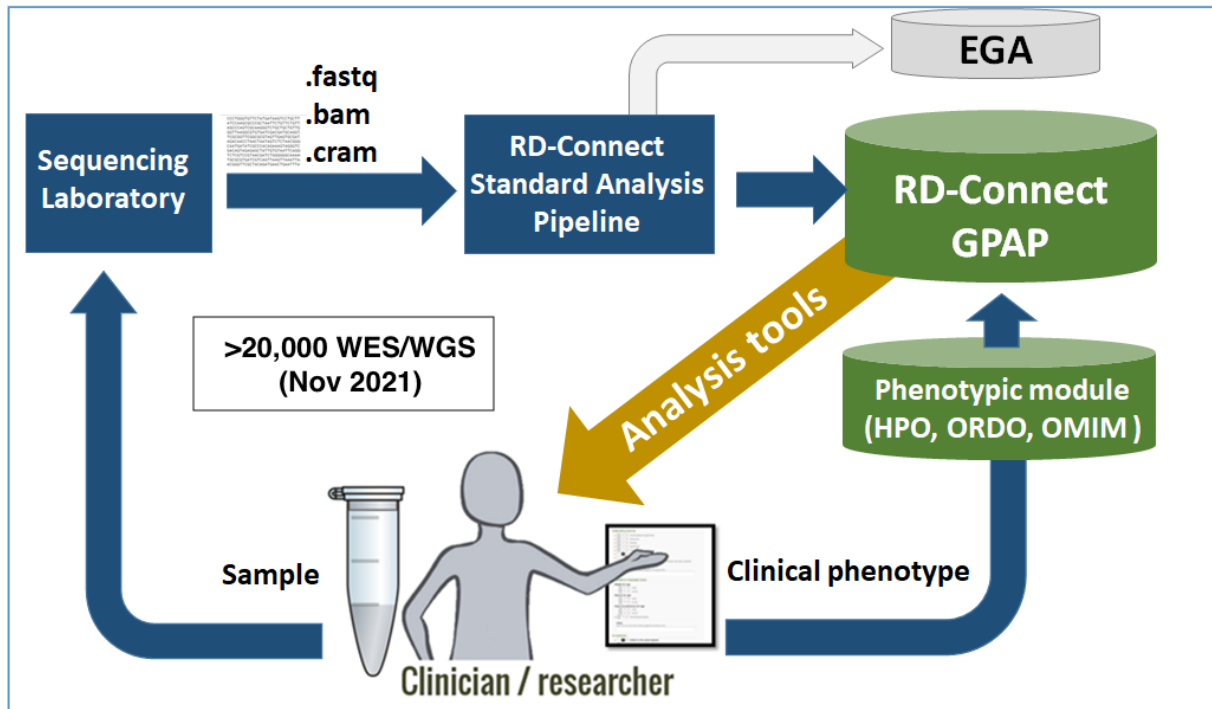 EGA
.fastq
.bam
.cram
Sequencing
Laboratory
RD-Connect
Standard Analysis
Pipeline
RD-Connect
GPAP
Analysis tools
>20,000 WES/WGS
(Nov 2021)
Phenotypic module
(HPO, ORDO, OMIM )
Sample
Clinical phenotype
Clinician / researcher